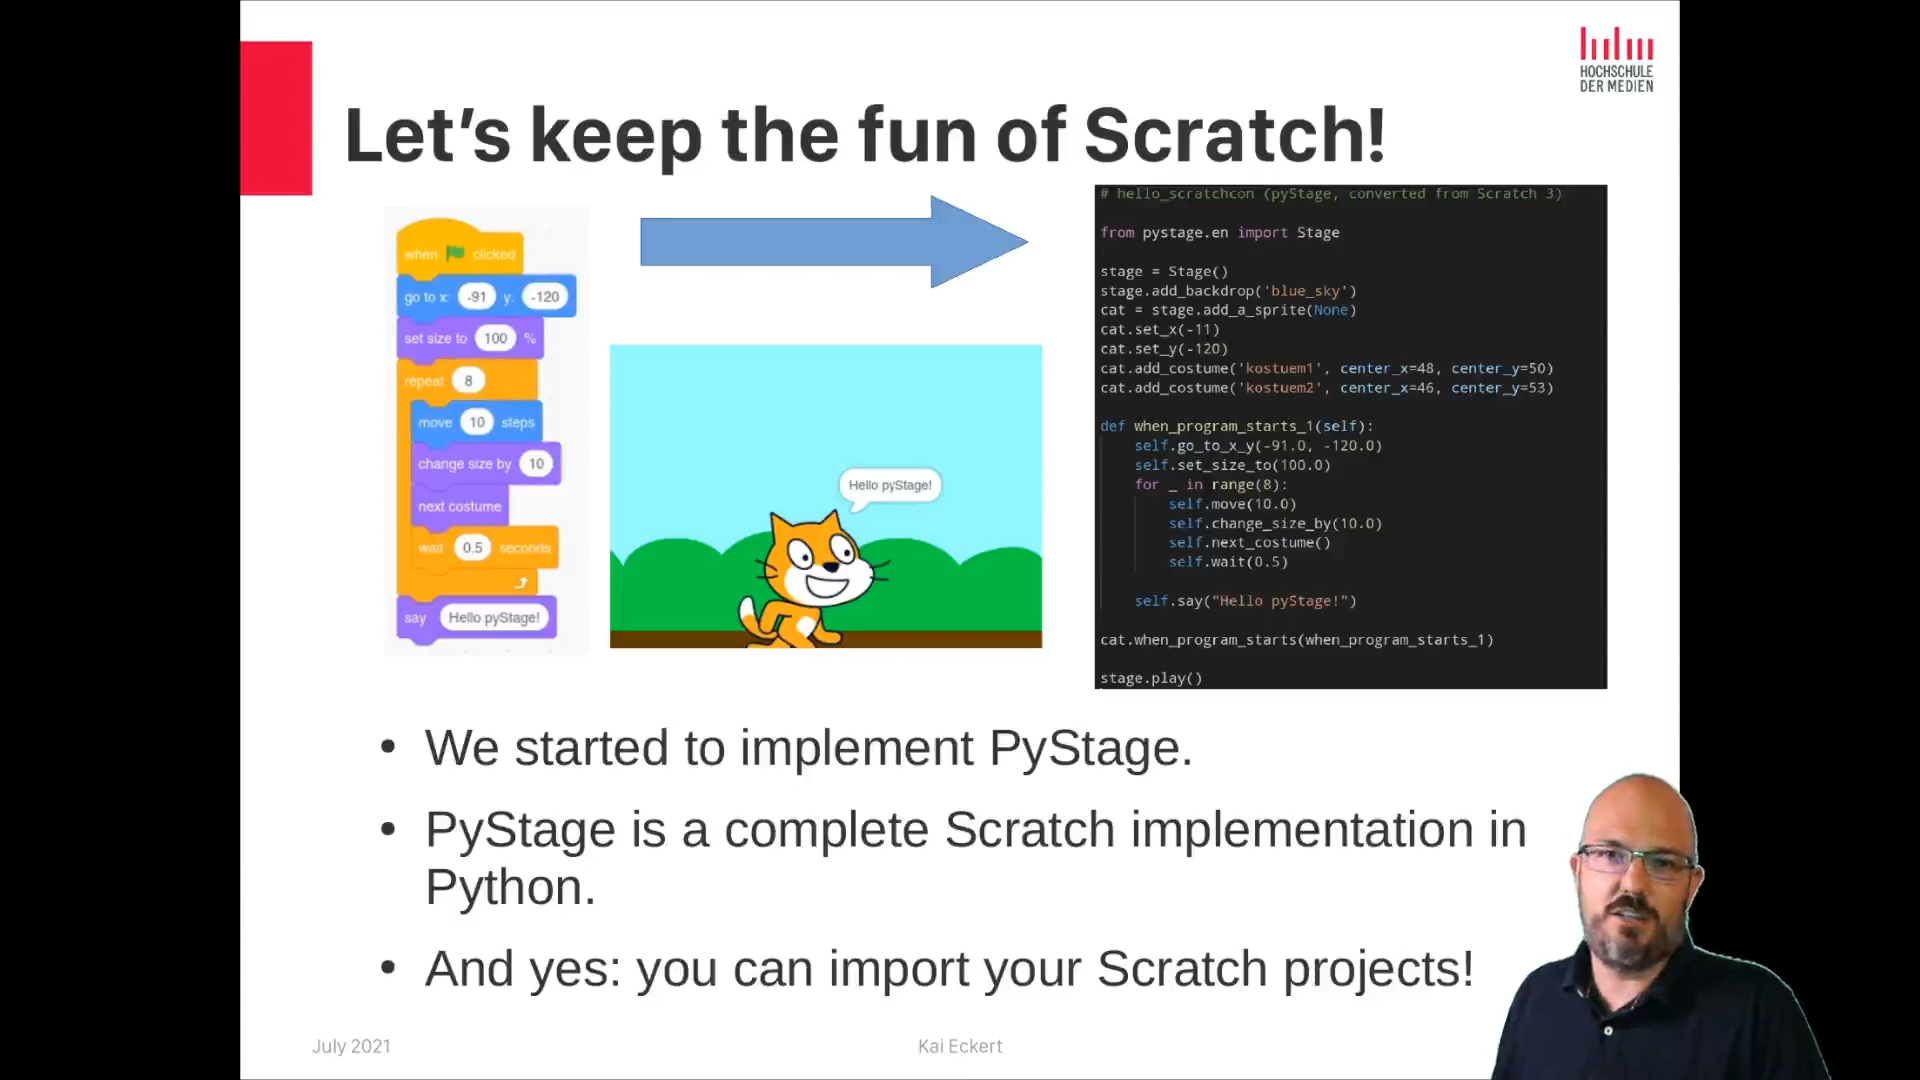 HOCHSCHULE
DER MEDIEN
Let's keep the fun of Scratch!
when clicked
go to x: -91 y: -120
set size to 100 %
repeat 8
move 10 steps
change size by 10
next costume
wait 0.5 seconds
say Hello pyStage!
Hello pyStage!
# hello_scratchcon (pyStage, converted from Scratch 3)
from pystage.en import Stage
stage = Stage()
stage.add_backdrop('blue_sky')
cat = stage.add_a_sprite(None)
cat.set_x(-11)
cat.set_y(-120)
cat.add_costume('kostuem1', center_x=48, center_y=50)
cat.add_costume('kostuem2', center_x=46, center_y=53)
def when_program_starts_1(self):
self.go_to_x_y(-91.0, -120.0)
self.set_size_to(100.0)
for _ in range(8):
self.move(10.0)
self.change_size_by(10.0)
self.next_costume()
self.wait(0.5)
self.say("Hello pyStage!")
cat.when_program_starts(when_program_starts_1)
stage.play()
• We started to implement PyStage.
• PyStage is a complete Scratch implementation in
Python.
• And yes: you can import your Scratch projects!
July 2021
Kai Eckert